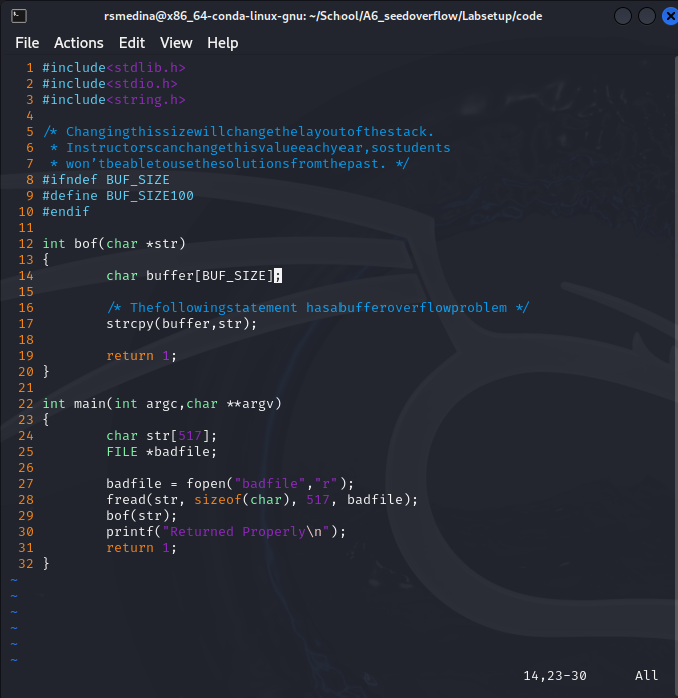 rsmedina@x86_64-conda-linux-gnu: ~/School/A6_seedoverflow/Labsetup/code
File Actions Edit View Help
1 #include<stdlib.h>
2 #include<stdio.h>
3 #include<string.h>
4
5 /* Changingthissizewillchangethelayoutofthestack.
6  * Instructorscanchangethisvalueeachyear,sostudents
7  * won’tbeabletousethesolutionsfromthepast. */
8 #ifndef BUF_SIZE
9 #define BUF_SIZE100
10 #endif
11
12 int bof(char *str)
13 {
14         char buffer[BUF_SIZE];
15
16         /* Thefollowingstatement hasabufferoverflowproblem */
17         strcpy(buffer,str);
18
19         return 1;
20 }
21
22 int main(int argc,char **argv)
23 {
24         char str[517];
25         FILE *badfile;
26
27         badfile = fopen("badfile","r");
28         fread(str, sizeof(char), 517, badfile);
29         bof(str);
30         printf("Returned Properly\n");
31         return 1;
32 }
~
~
~
~
~
~
14,23-30 All